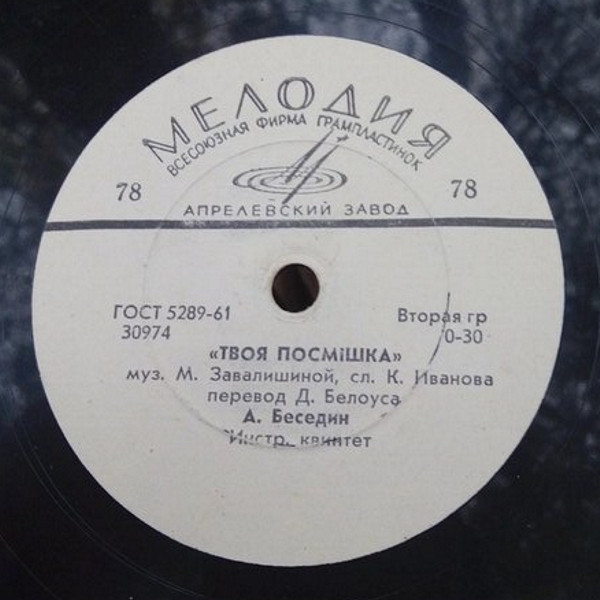 МЕЛОДИЯ
ВСЕСОЮЗНАЯ ФИРМА ГРАМПЛАСТИНОК
78 78
АПРЕЛЕВСКИЙ ЗАВОД
ГОСТ 5289-61 Вторая гр
30974 0-30
«ТВОЯ ПОСМІШКА»
муз. М. Завалишиной, сл. К. Иванова
перевод Д. Белоуса
А. Беседин
Инстр. квинтет